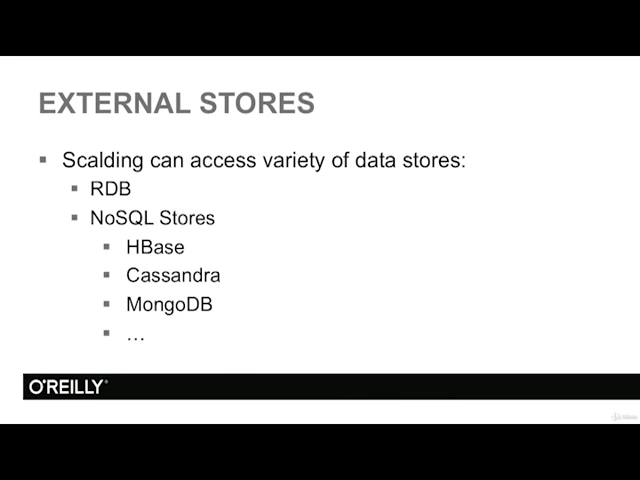 EXTERNAL STORES
Scalding can access variety of data stores:
RDB
NoSQL Stores
HBase
Cassandra
MongoDB
…
O'REILLY®